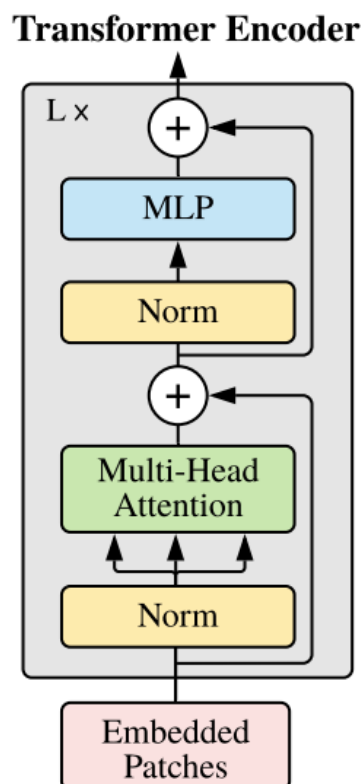 Transformer Encoder
L ×
+
MLP
Norm
+
Multi-Head
Attention
Norm
Embedded
Patches